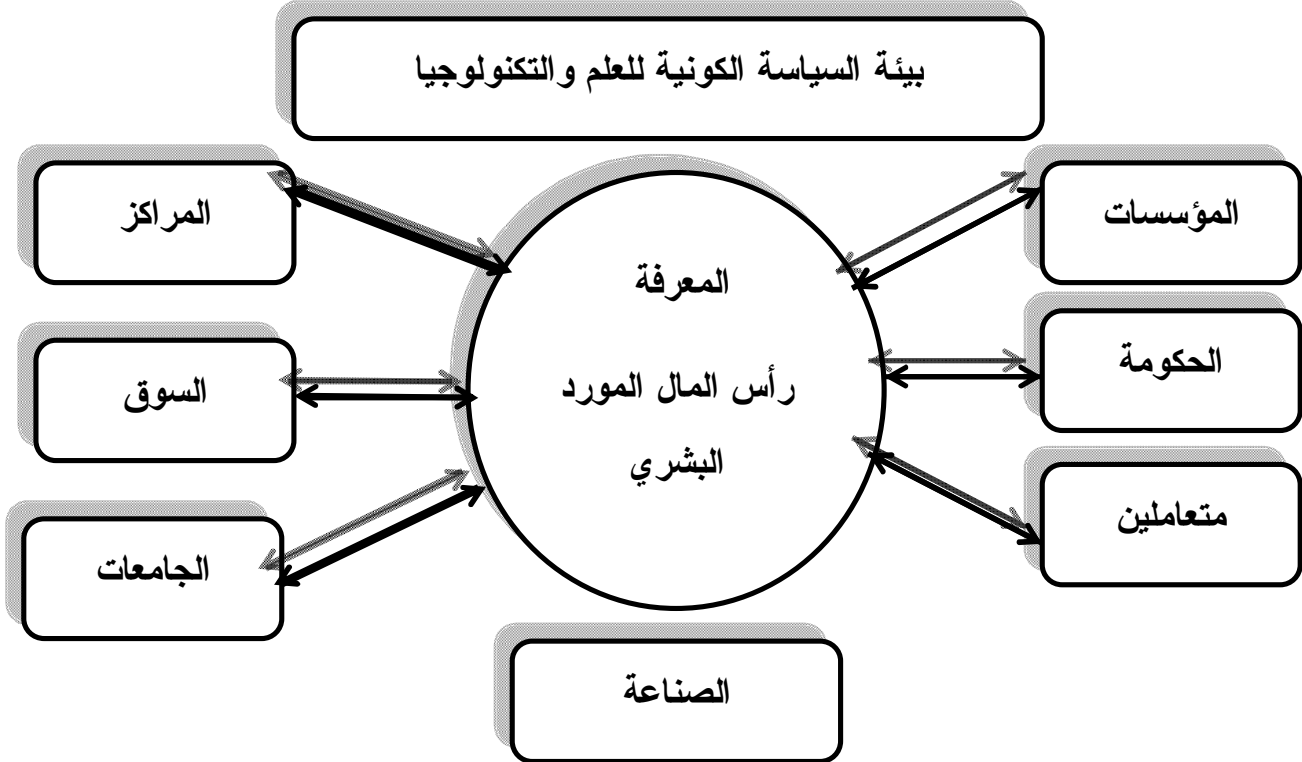 بيئة السياسة الكونية للعلم والتكنولوجيا
المؤسسات
المراكز
المعرفة
الحكومة
رأس المال المورد
السوق
البشري
متعاملين
الجامعات
الصناعة